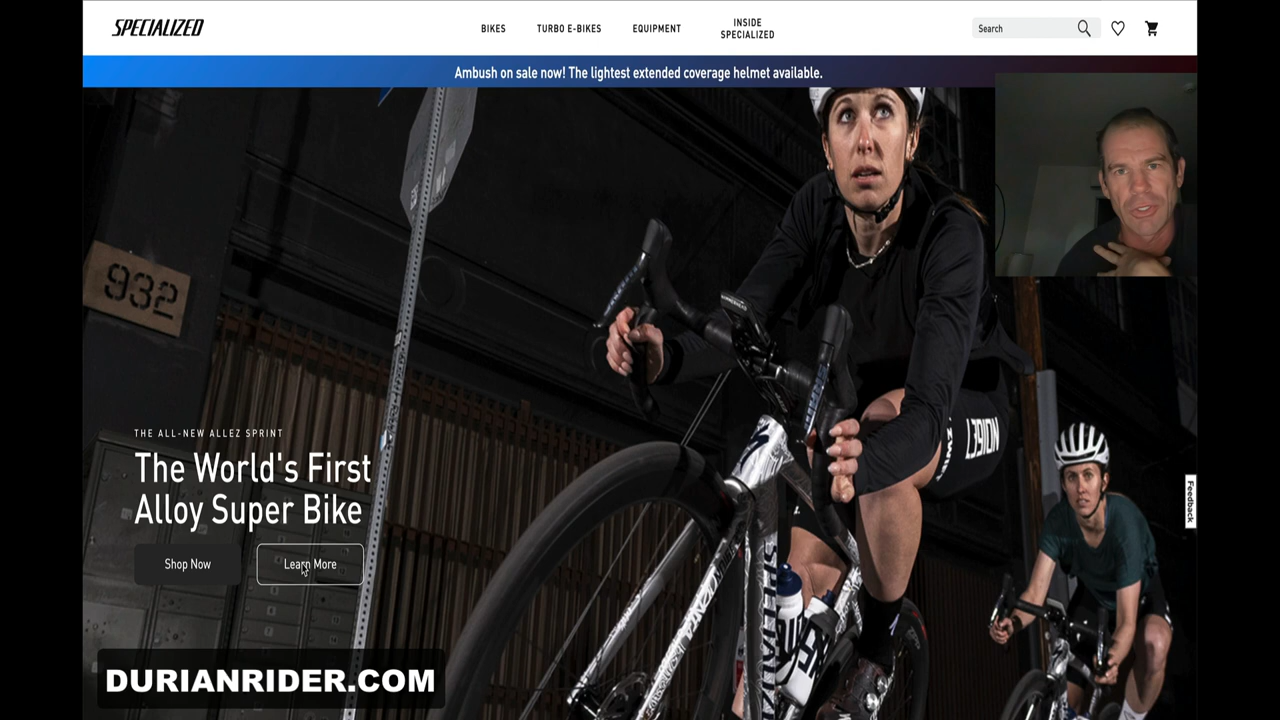 SPECIALIZED
BIKES
TURBO E-BIKES
EQUIPMENT
INSIDE
SPECIALIZED
Search
Ambush on sale now! The lightest extended coverage helmet available.
932
THE ALL-NEW ALLEZ SPRINT
The World's First
Alloy Super Bike
Shop Now
Learn More
Feedback
DURIANRIDER.COM